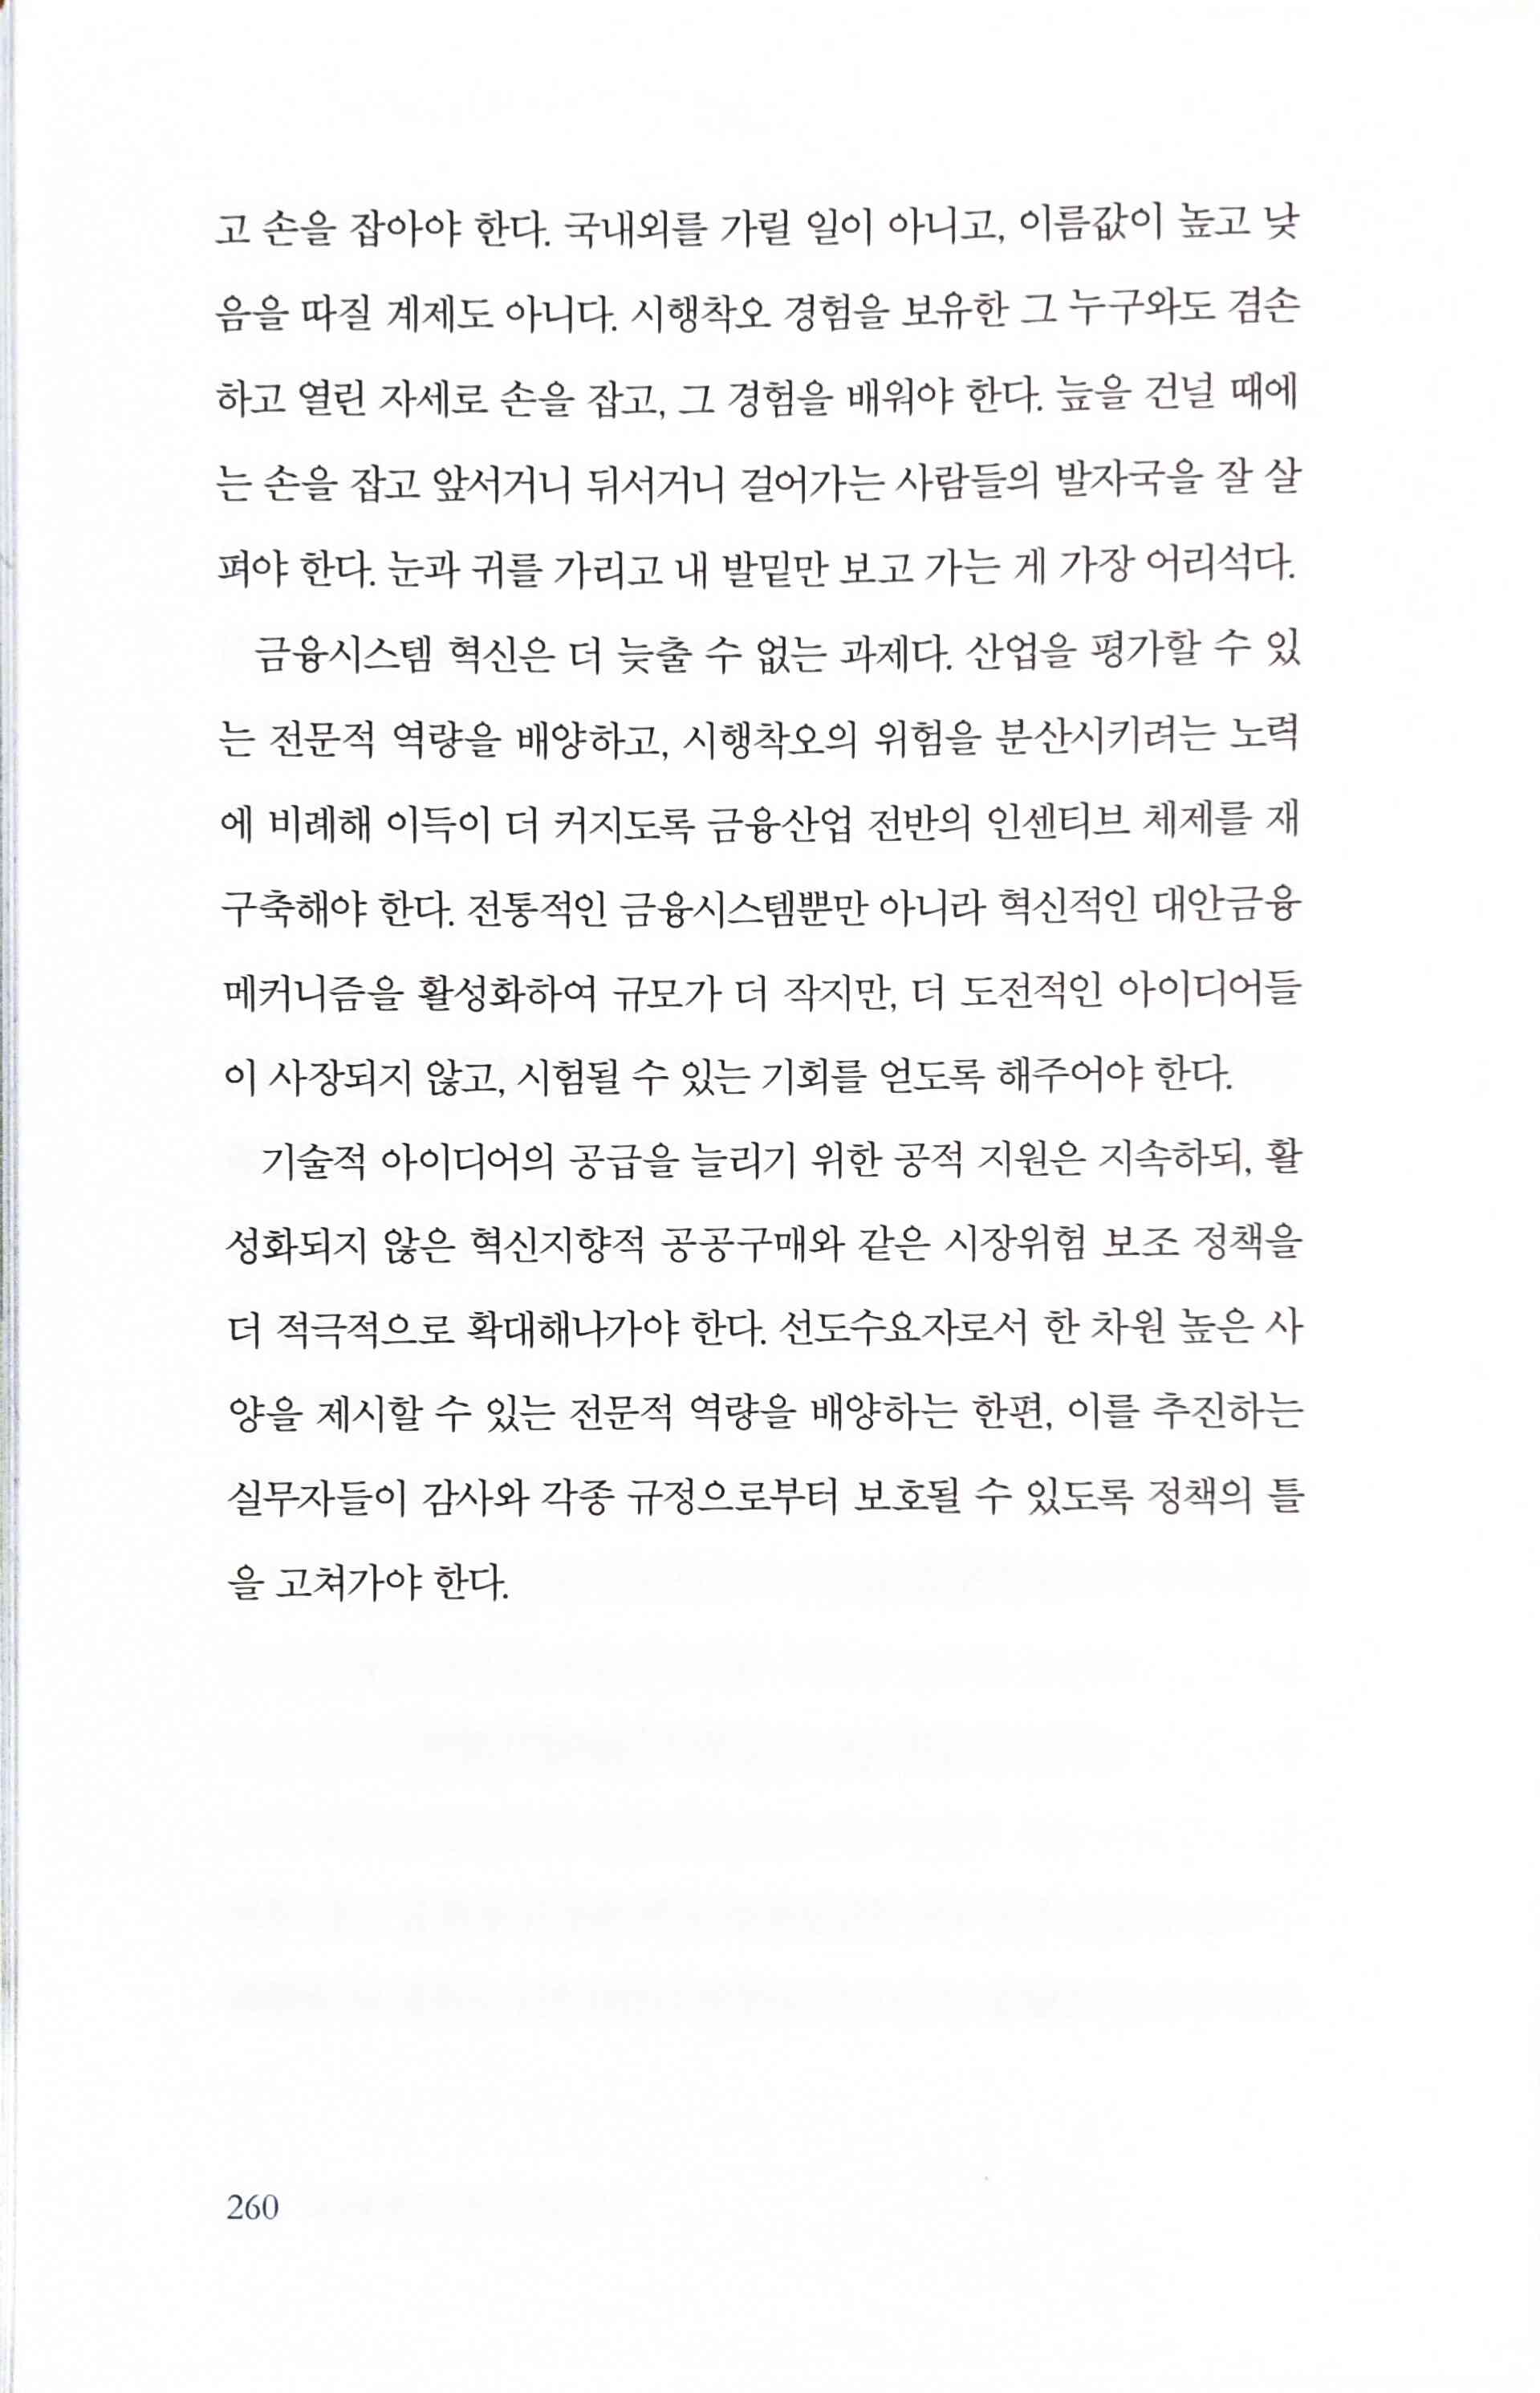 고 손을 잡아야 한다. 국내외를 가릴 일이 아니고, 이름값이 높고 낮
음을 따질 계제도 아니다. 시행착오 경험을 보유한 그 누구와도 겸손
하고 열린 자세로 손을 잡고, 그 경험을 배워야 한다. 늪을 건널 때에
는 손을 잡고 앞서거니 뒤서거니 걸어가는 사람들의 발자국을 잘 살
펴야 한다. 눈과 귀를 가리고 내 발밑만 보고 가는 게 가장 어리석다.
금융시스템 혁신은 더 늦출 수 없는 과제다. 산업을 평가할 수 있
는 전문적 역량을 배양하고, 시행착오의 위험을 분산시키려는 노력
에 비례해 이득이 더 커지도록 금융산업 전반의 인센티브 체제를 재
구축해야 한다. 전통적인 금융시스템뿐만 아니라 혁신적인 대안금융
메커니즘을 활성화하여 규모가 더 작지만, 더 도전적인 아이디어들
이 사장되지 않고, 시험될 수 있는 기회를 얻도록 해주어야 한다.
기술적 아이디어의 공급을 늘리기 위한 공적 지원은 지속하되, 활
성화되지 않은 혁신지향적 공공구매와 같은 시장위험 보조 정책을
더 적극적으로 확대해나가야 한다. 선도수요자로서 한 차원 높은 사
양을 제시할 수 있는 전문적 역량을 배양하는 한편, 이를 추진하는
실무자들이 감사와 각종 규정으로부터 보호될 수 있도록 정책의 틀
을 고쳐가야 한다.
260